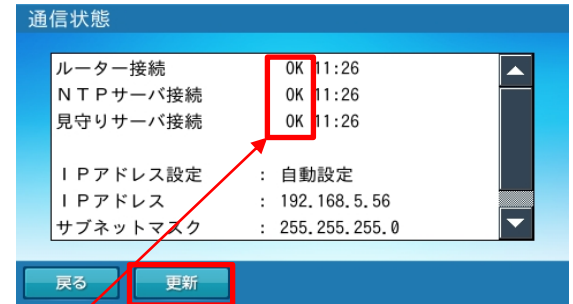 通信状態
ルーター接続 OK 11:26
ＮＴＰサーバ接続 OK 11:26
見守りサーバ接続 OK 11:26
ＩＰアドレス設定 : 自動設定
ＩＰアドレス : 192.168.5.56
サブネットマスク : 255.255.255.0
戻る 更新